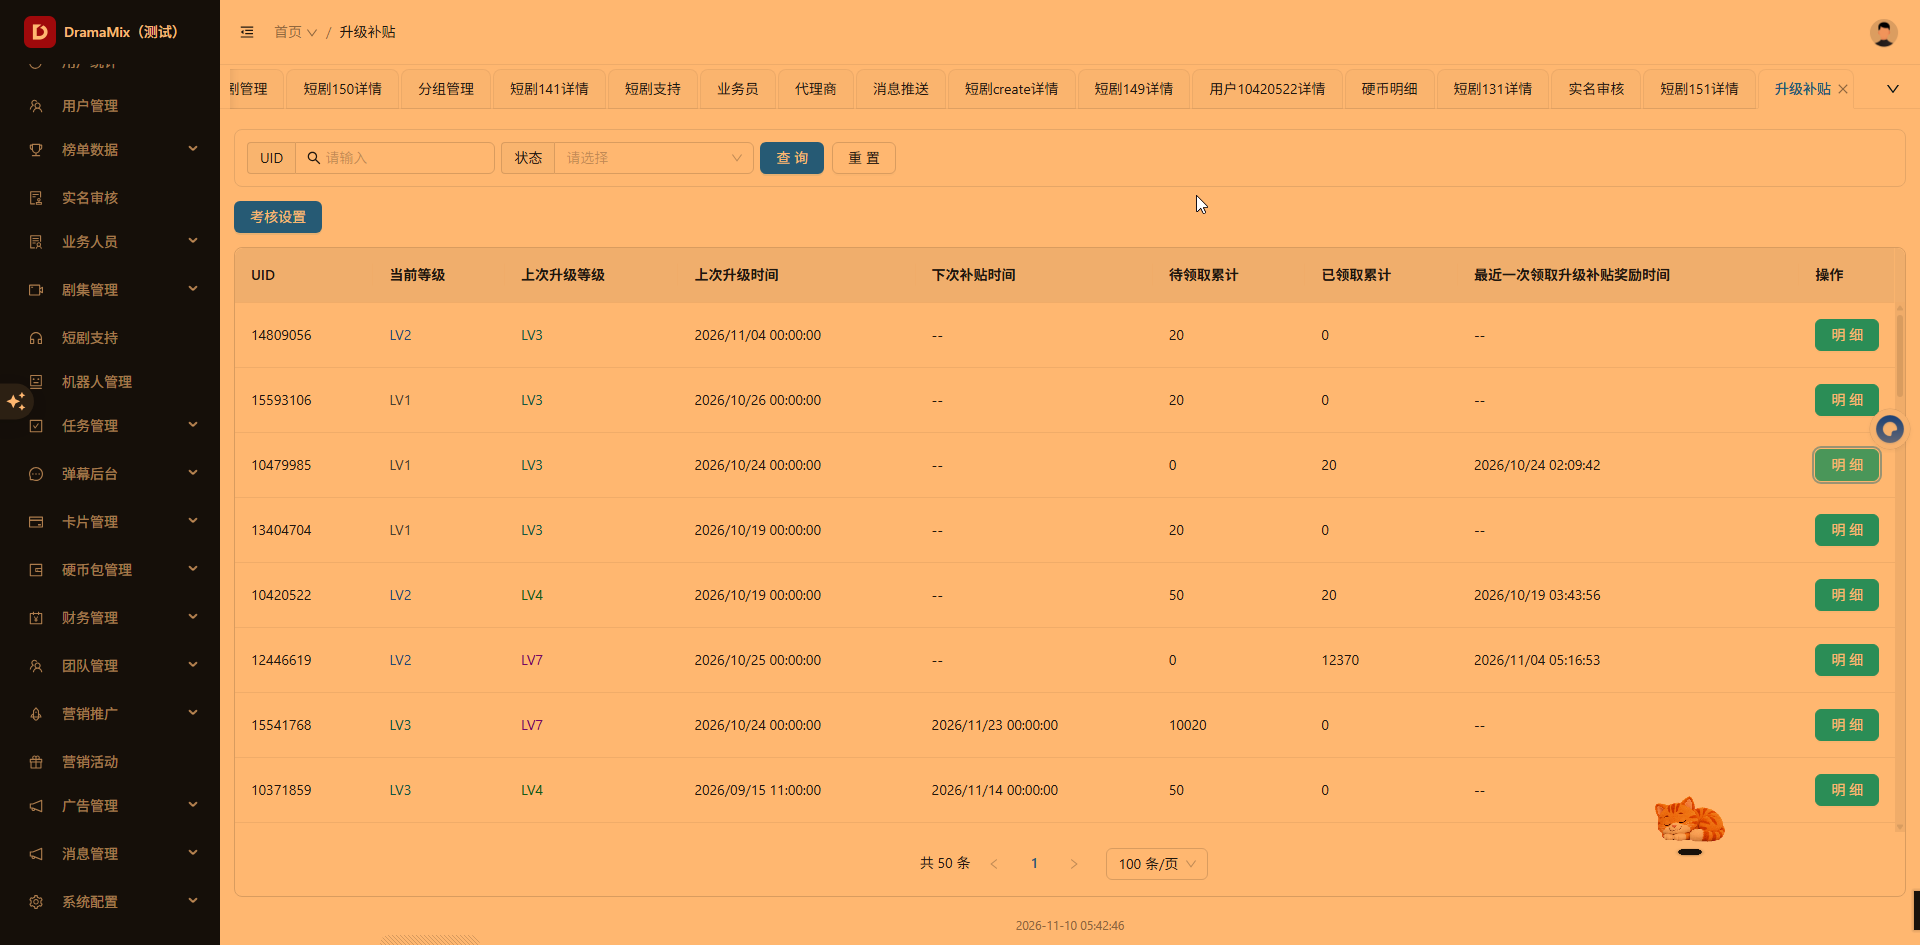 DramaMix（测试）
用户统计
用户管理
榜单数据
实名审核
业务人员
剧集管理
短剧支持
机器人管理
任务管理
弹幕后台
卡片管理
硬币包管理
财务管理
团队管理
营销推广
营销活动
广告管理
消息管理
系统配置
首页 / 升级补贴
剧管理 短剧150详情 分组管理 短剧141详情 短剧支持 业务员 代理商 消息推送 短剧create详情 短剧149详情 用户10420522详情 硬币明细 短剧131详情 实名审核 短剧151详情 升级补贴
UID 请输入 状态 请选择 查 询 重 置
考核设置
UID 当前等级 上次升级等级 上次升级时间 下次补贴时间 待领取累计 已领取累计 最近一次领取升级补贴奖励时间 操作
14809056 LV2 LV3 2026/11/04 00:00:00 -- 20 0 -- 明 细
15593106 LV1 LV3 2026/10/26 00:00:00 -- 20 0 -- 明 细
10479985 LV1 LV3 2026/10/24 00:00:00 -- 0 20 2026/10/24 02:09:42 明 细
13404704 LV1 LV3 2026/10/19 00:00:00 -- 20 0 -- 明 细
10420522 LV2 LV4 2026/10/19 00:00:00 -- 50 20 2026/10/19 03:43:56 明 细
12446619 LV2 LV7 2026/10/25 00:00:00 -- 0 12370 2026/11/04 05:16:53 明 细
15541768 LV3 LV7 2026/10/24 00:00:00 2026/11/23 00:00:00 10020 0 -- 明 细
10371859 LV3 LV4 2026/09/15 11:00:00 2026/11/14 00:00:00 50 0 -- 明 细
共 50 条 < 1 > 100 条/页
2026-11-10 05:42:46